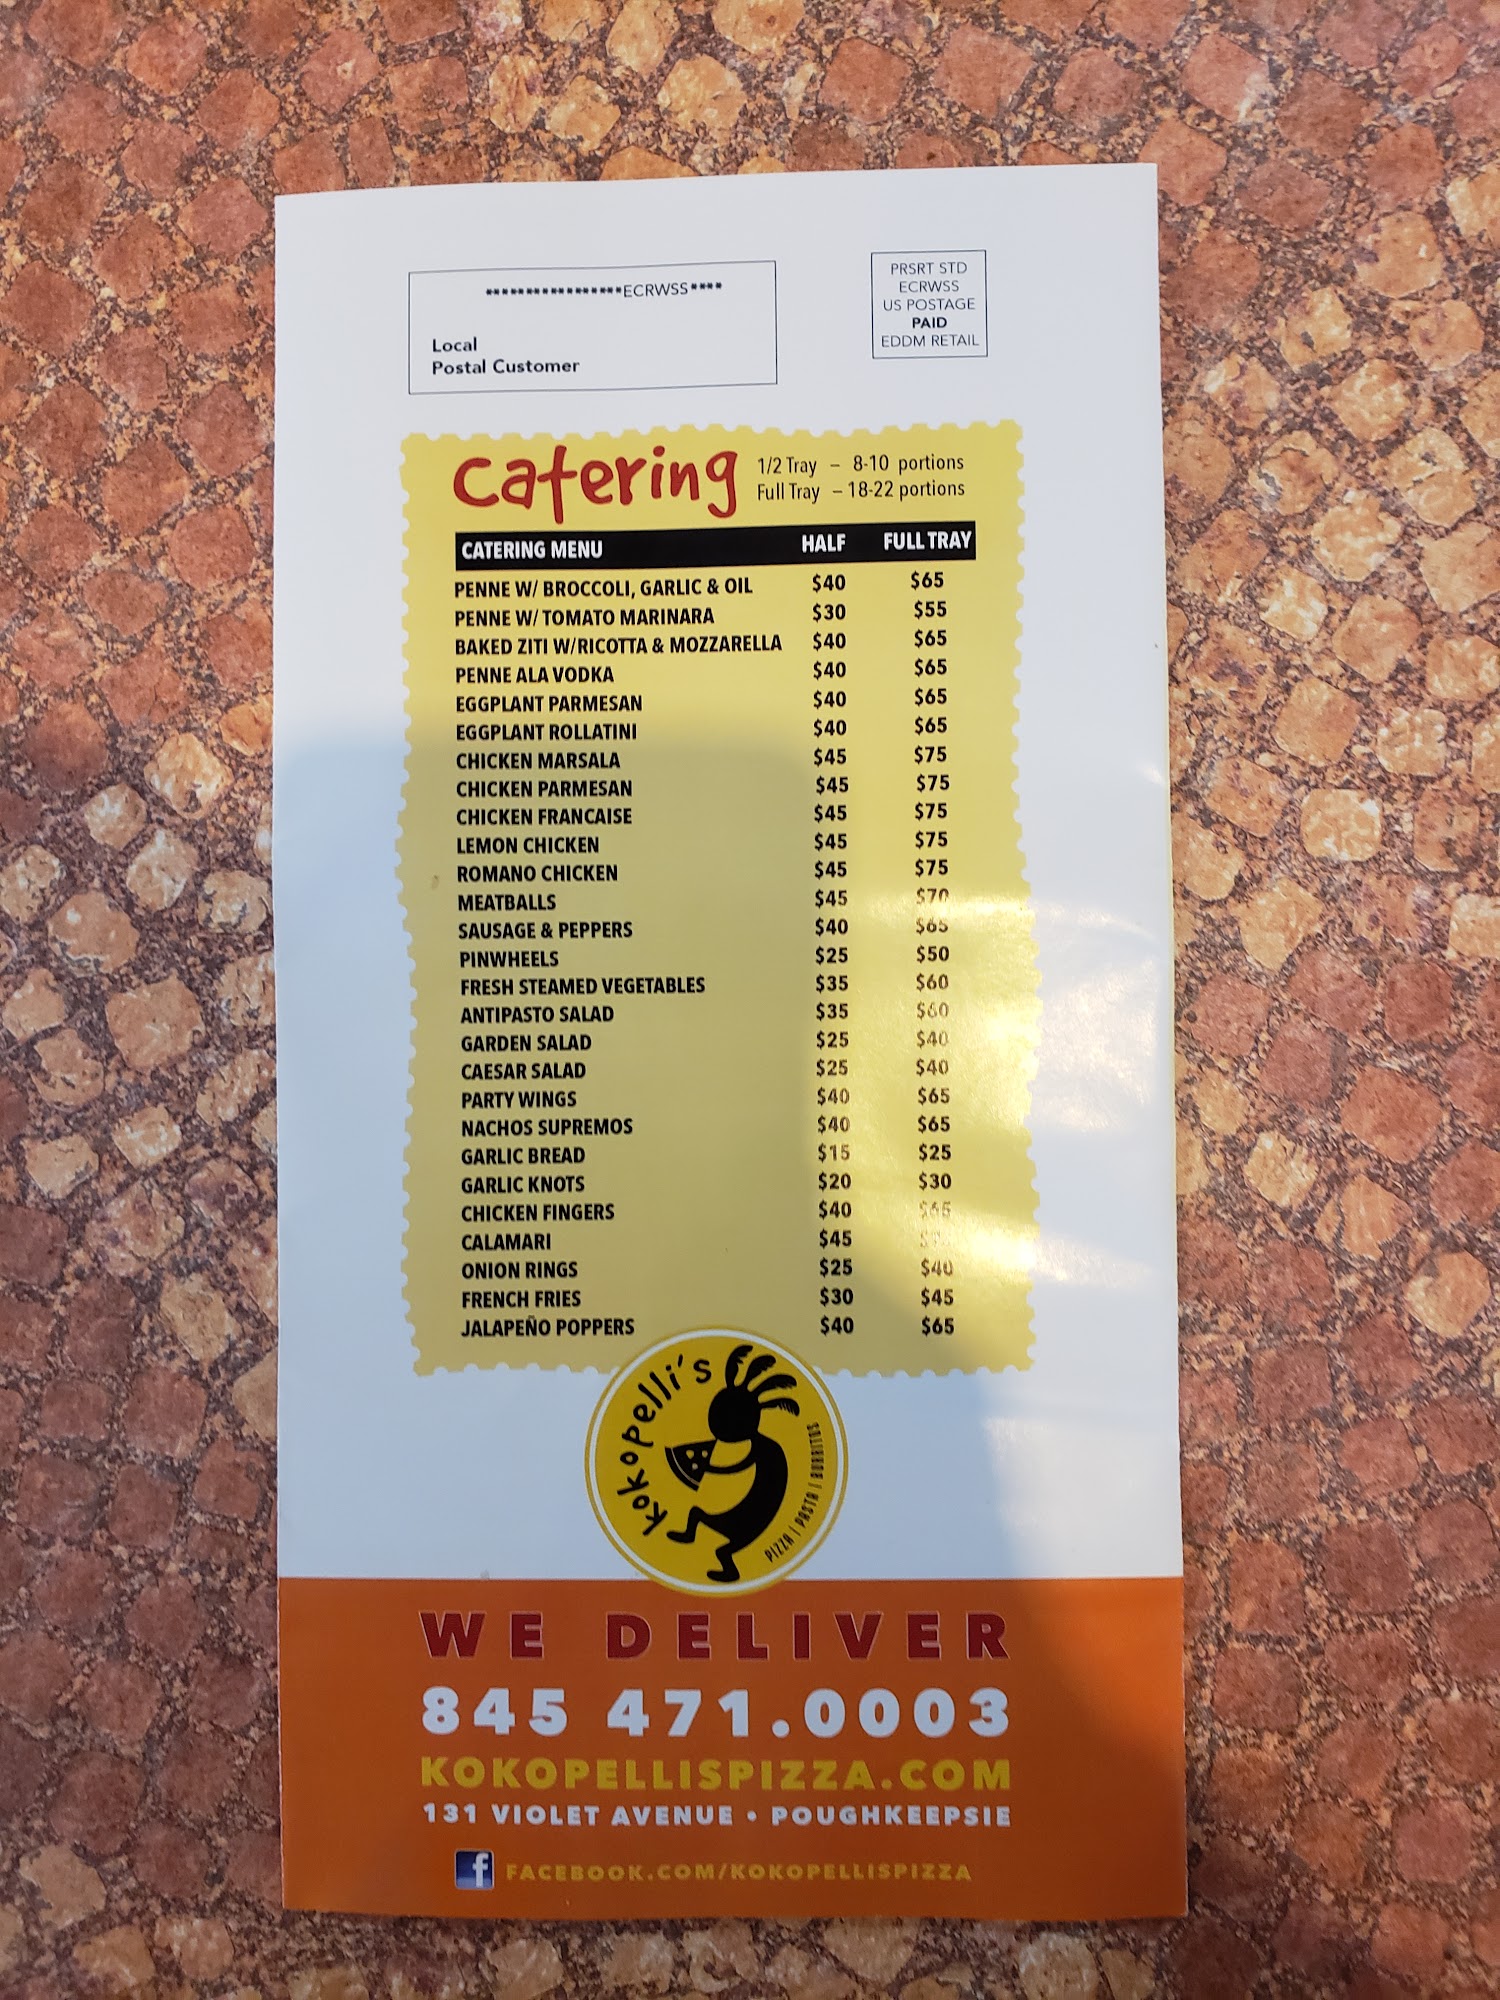 *****************ECRWSS****
Local
Postal Customer
PRSRT STD
ECRWSS
US POSTAGE
PAID
EDDM RETAIL
Catering
1/2 Tray – 8-10 portions
Full Tray – 18-22 portions
CATERING MENU HALF FULL TRAY
PENNE W/ BROCCOLI, GARLIC & OIL $40 $65
PENNE W/ TOMATO MARINARA $30 $55
BAKED ZITI W/RICOTTA & MOZZARELLA $40 $65
PENNE ALA VODKA $40 $65
EGGPLANT PARMESAN $40 $65
EGGPLANT ROLLATINI $40 $65
CHICKEN MARSALA $45 $75
CHICKEN PARMESAN $45 $75
CHICKEN FRANCAISE $45 $75
LEMON CHICKEN $45 $75
ROMANO CHICKEN $45 $75
MEATBALLS $45 $70
SAUSAGE & PEPPERS $40 $65
PINWHEELS $25 $50
FRESH STEAMED VEGETABLES $35 $60
ANTIPASTO SALAD $35 $60
GARDEN SALAD $25 $40
CAESAR SALAD $25 $40
PARTY WINGS $40 $65
NACHOS SUPREMOS $40 $65
GARLIC BREAD $15 $25
GARLIC KNOTS $20 $30
CHICKEN FINGERS $40 $65
CALAMARI $45
ONION RINGS $25 $40
FRENCH FRIES $30 $45
JALAPEÑO POPPERS $40 $65
Kokopelli's
PIZZA | PASTA | BURRITOS
WE DELIVER
845 471.0003
KOKOPELLISPIZZA.COM
131 VIOLET AVENUE • POUGHKEEPSIE
f FACEBOOK.COM/KOKOPELLISPIZZA